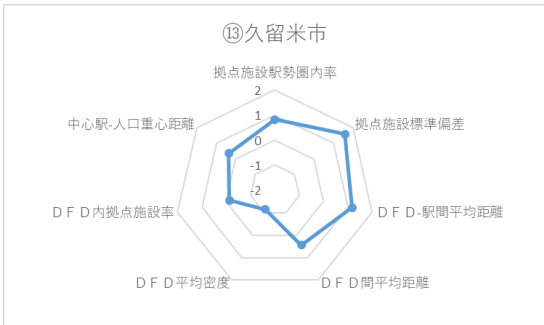 ⑬久留米市
拠点施設駅勢圏内率
2
1
0
-1
-2
中心駅-人口重心距離
拠点施設標準偏差
ＤＦＤ内拠点施設率
ＤＦＤ-駅間平均距離
ＤＦＤ平均密度
ＤＦＤ間平均距離